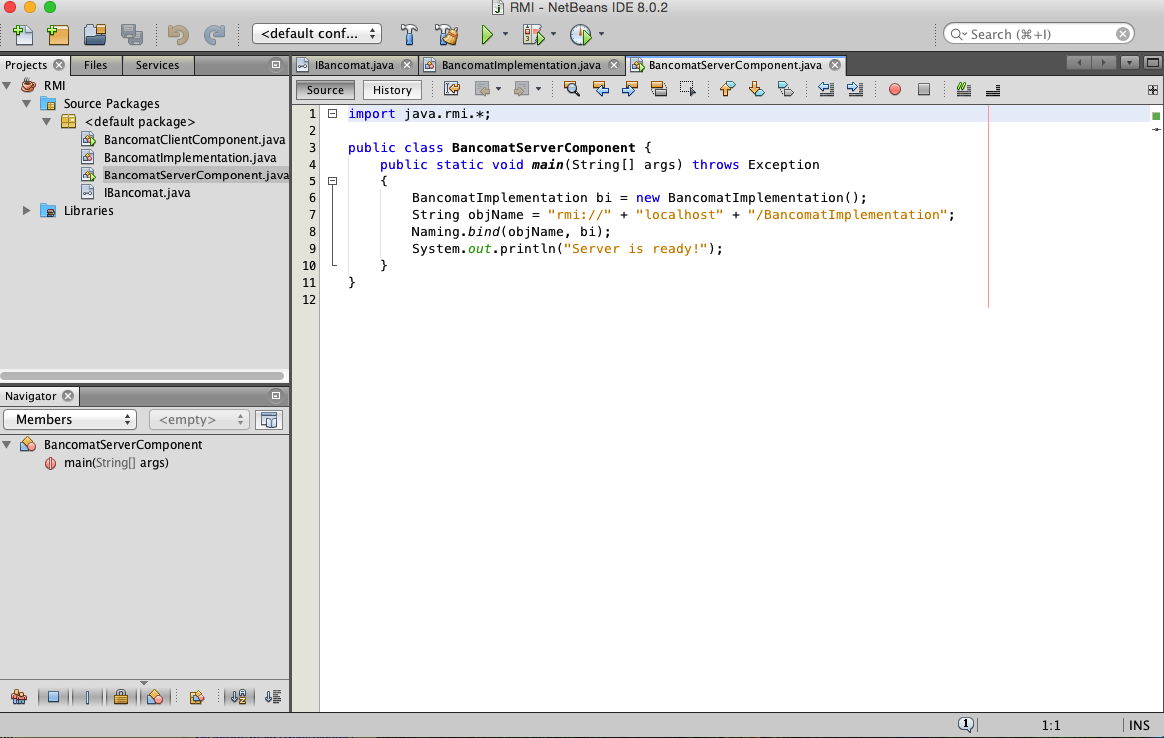 RMI - NetBeans IDE 8.0.2
<default conf...
Search (⌘+I)
Projects Files Services
RMI
Source Packages
<default package>
BancomatClientComponent.java
BancomatImplementation.java
BancomatServerComponent.java
IBancomat.java
Libraries
Navigator
Members <empty>
BancomatServerComponent
main(String[] args)
IBancomat.java BancomatImplementation.java BancomatServerComponent.java
Source History
1 import java.rmi.*;
2
3 public class BancomatServerComponent {
4 public static void main(String[] args) throws Exception
5 {
6 BancomatImplementation bi = new BancomatImplementation();
7 String objName = "rmi://" + "localhost" + "/BancomatImplementation";
8 Naming.bind(objName, bi);
9 System.out.println("Server is ready!");
10 }
11 }
12
1 1:1 INS